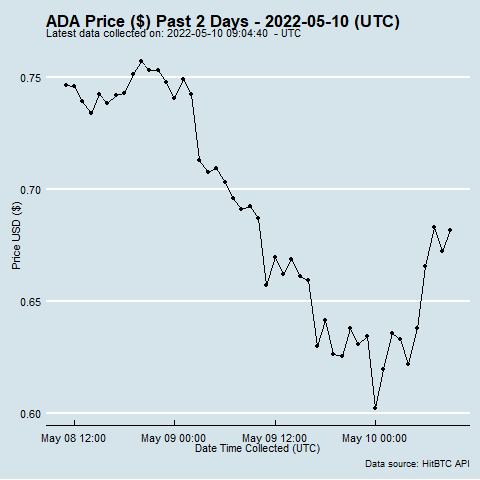 ADA Price ($) Past 2 Days - 2022-05-10 (UTC)
Latest data collected on: 2022-05-10 09:04:40 - UTC
0.75
0.70
0.65
0.60
Price USD ($)
May 08 12:00 May 09 00:00 May 09 12:00 May 10 00:00
Date Time Collected (UTC)
Data source: HitBTC API